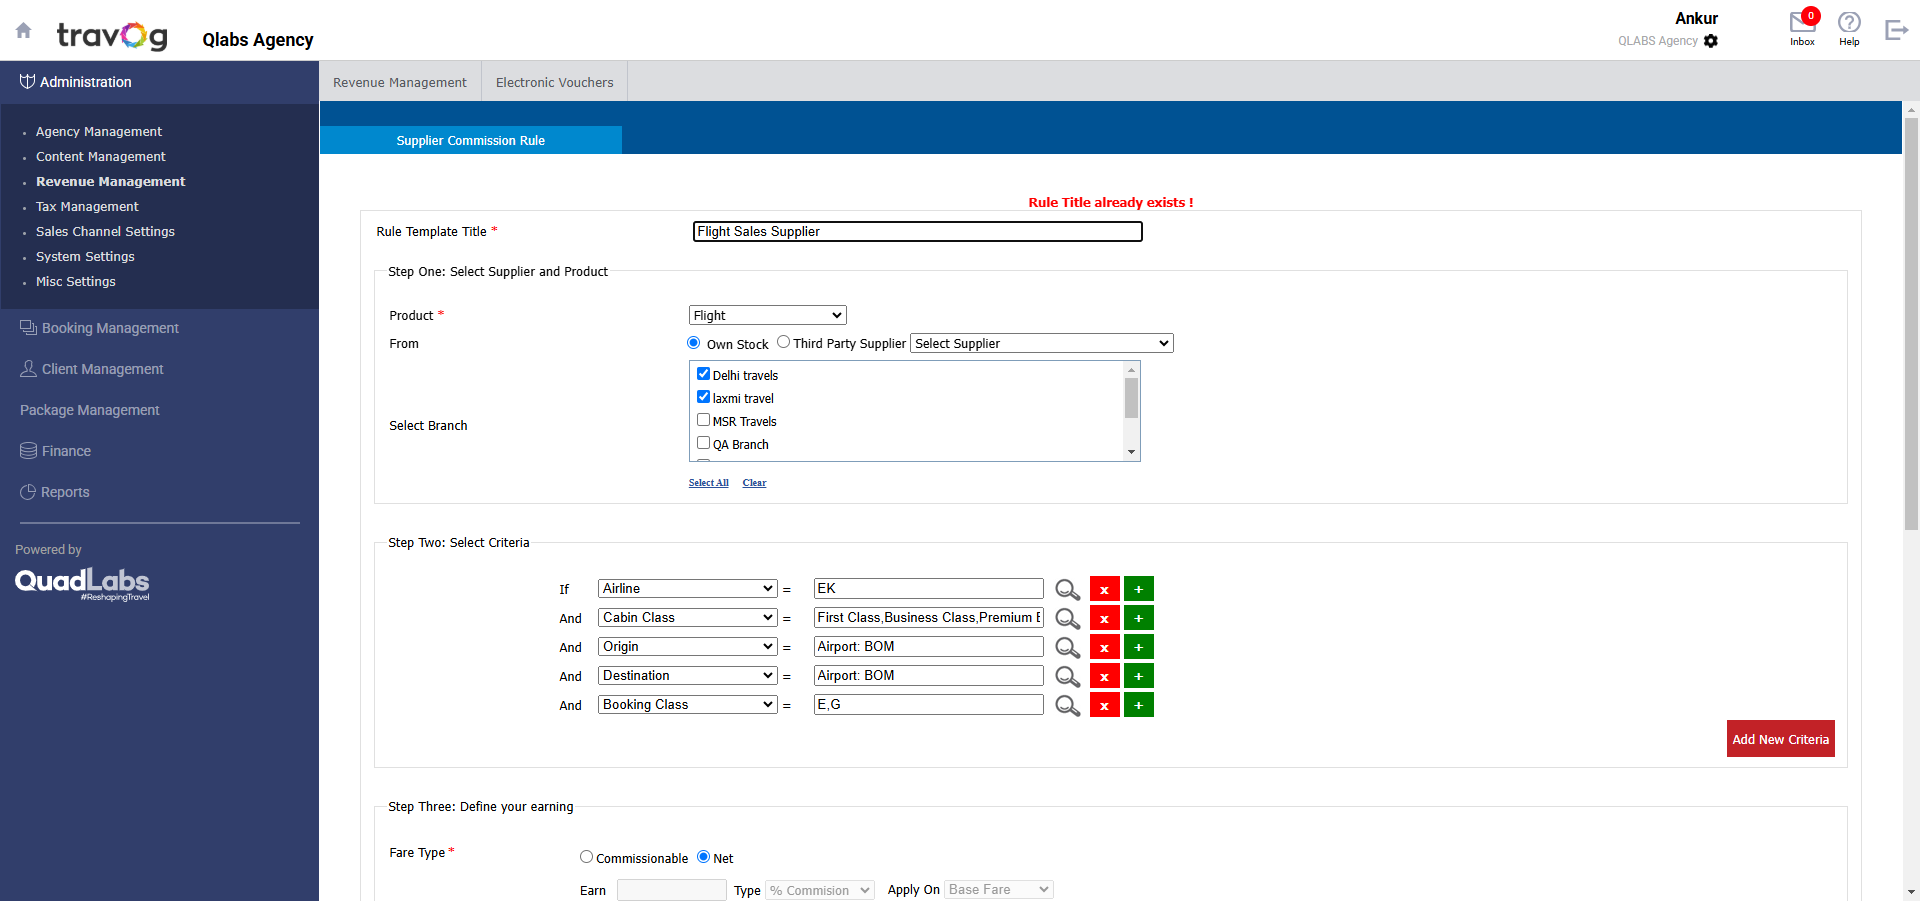 travog
Qlabs Agency
Ankur
QLABS Agency
0
Inbox
Help
Administration
Agency Management
Content Management
Revenue Management
Tax Management
Sales Channel Settings
System Settings
Misc Settings
Booking Management
Client Management
Package Management
Finance
Reports
Powered by
QuadLabs
#ReshapingTravel
Revenue Management
Electronic Vouchers
Supplier Commission Rule
Rule Title already exists !
Rule Template Title * Flight Sales Supplier
Step One: Select Supplier and Product
Product * Flight
From Own Stock Third Party Supplier Select Supplier
Select Branch
Delhi travels
laxmi travel
MSR Travels
QA Branch
Select All Clear
Step Two: Select Criteria
If Airline = EK x +
And Cabin Class = First Class,Business Class,Premium E x +
And Origin = Airport: BOM x +
And Destination = Airport: BOM x +
And Booking Class = E,G x +
Add New Criteria
Step Three: Define your earning
Fare Type * Commissionable Net
Earn Type % Commision Apply On Base Fare